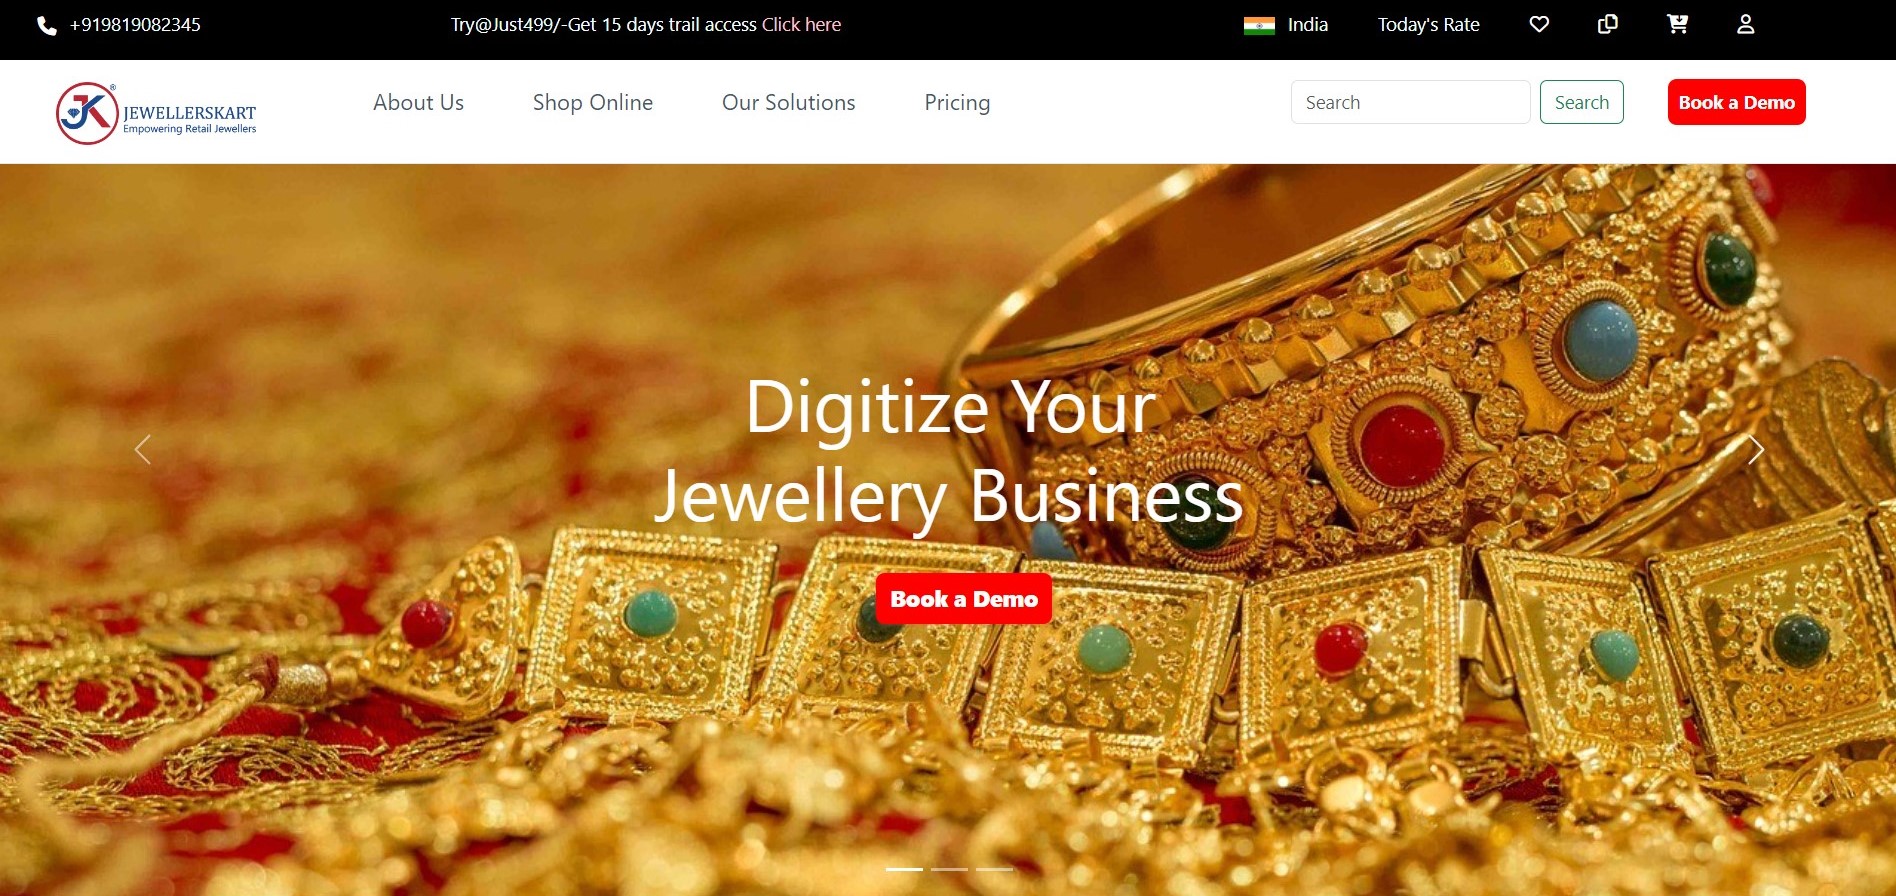 +919819082345
Try@Just499/-Get 15 days trail access Click here
India
Today's Rate
JK
®
JEWELLERSKART
Empowering Retail Jewellers
About Us
Shop Online
Our Solutions
Pricing
Search
Search
Book a Demo
Digitize Your
Jewellery Business
Book a Demo